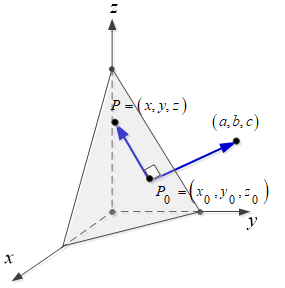 z
P = (x, y, z)
(a, b, c)
P₀ = (x₀, y₀, z₀)
y
x